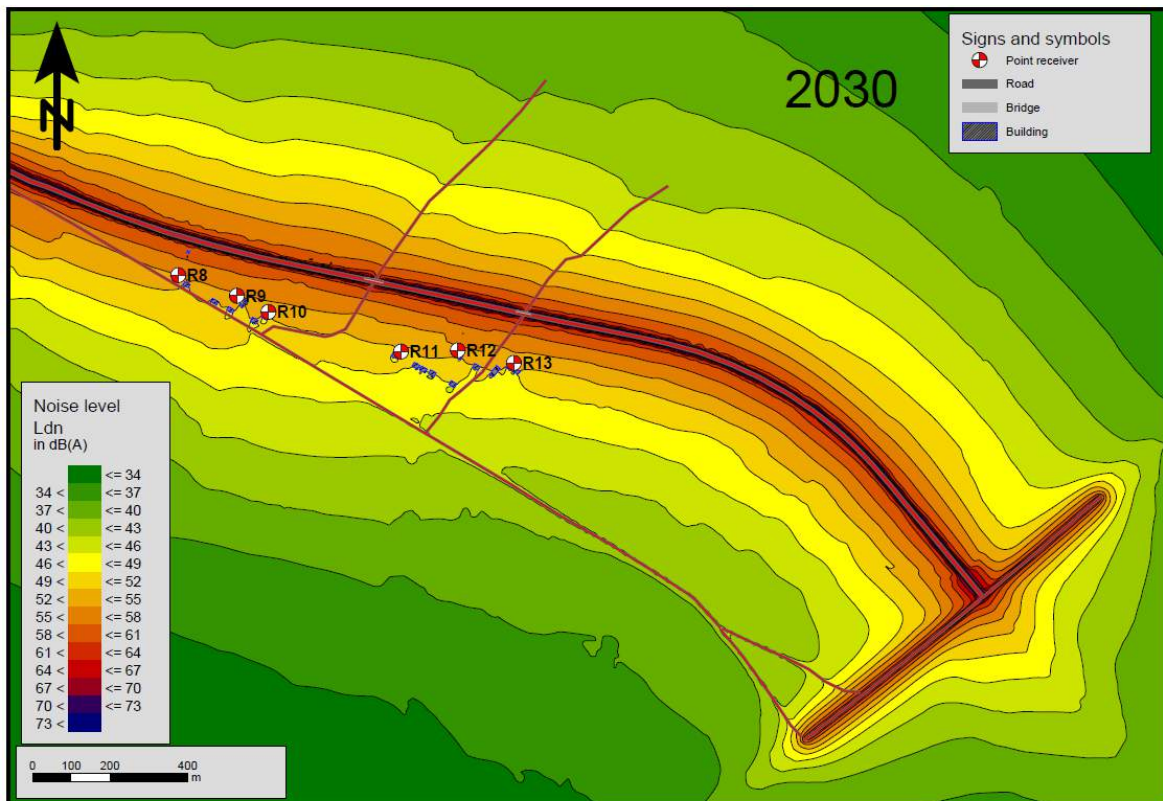 N
2030
Signs and symbols
Point receiver
Road
Bridge
Building
R8
R9
R10
R11
R12
R13
Noise level
Ldn
in dB(A)
<= 34
34 < <= 37
37 < <= 40
40 < <= 43
43 < <= 46
46 < <= 49
49 < <= 52
52 < <= 55
55 < <= 58
58 < <= 61
61 < <= 64
64 < <= 67
67 < <= 70
70 < <= 73
73 <
0 100 200 400
m